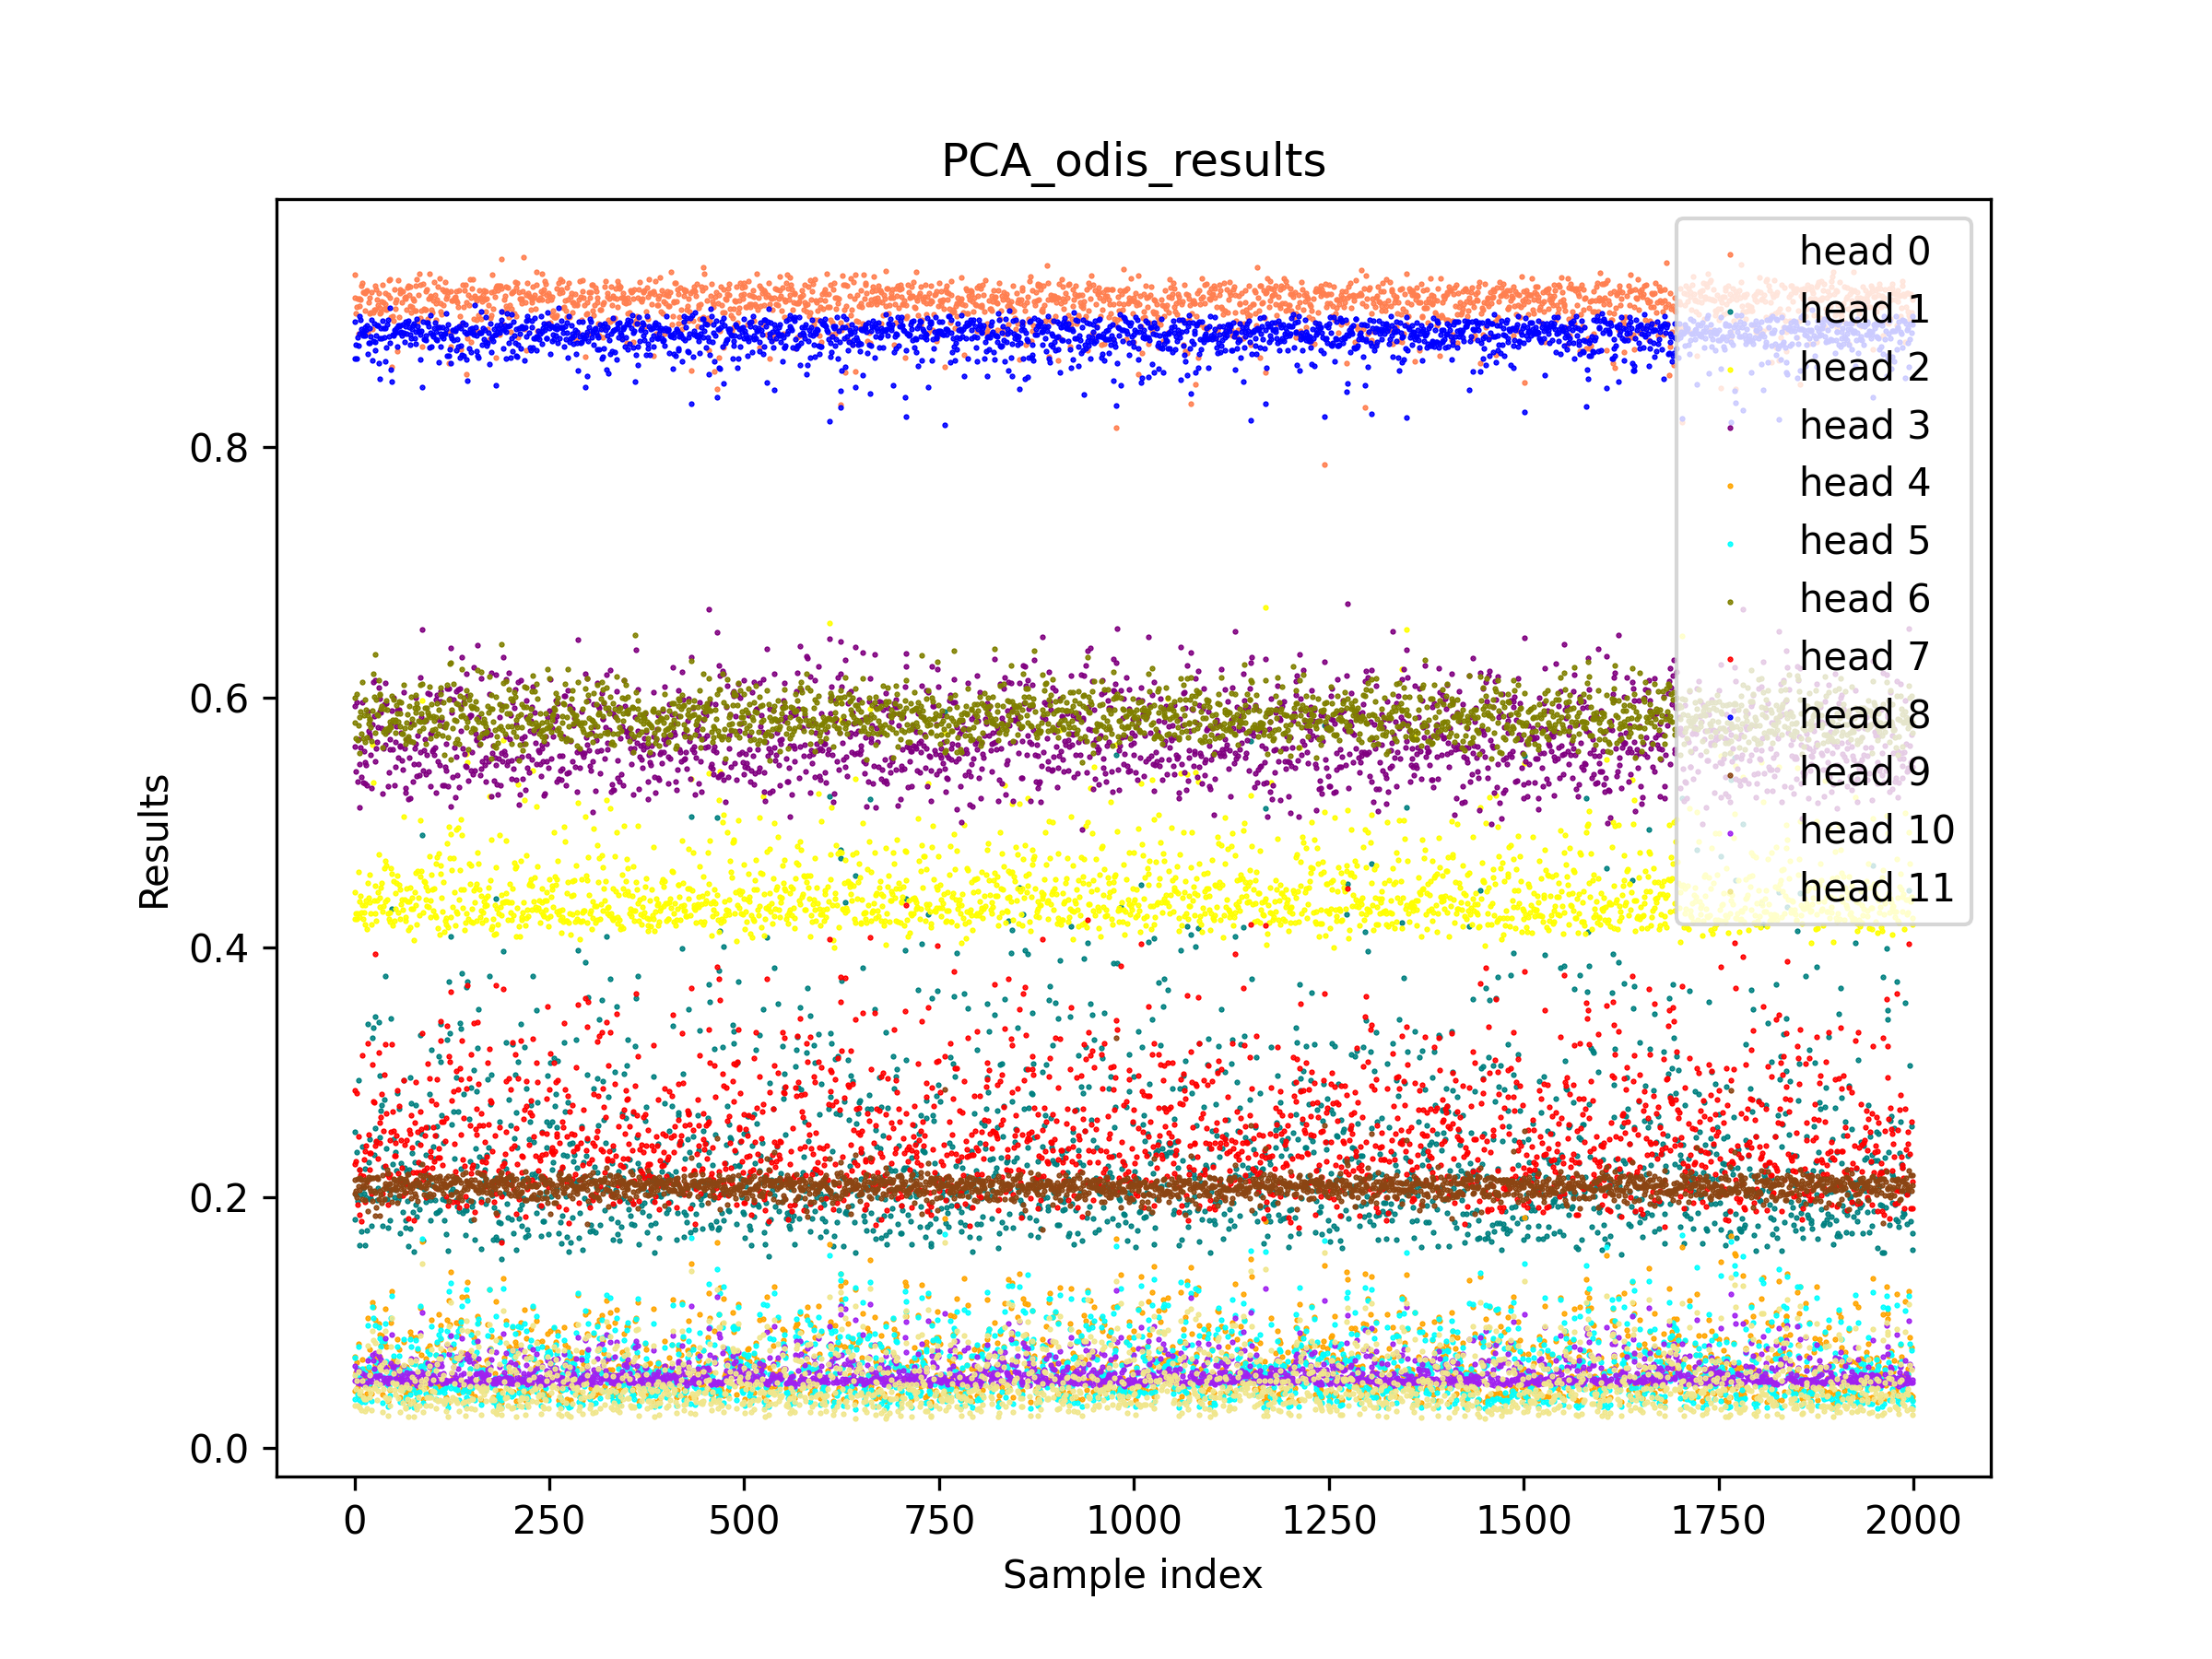 PCA_odis_results
head 0
head 1
head 2
head 3
head 4
head 5
head 6
head 7
head 8
head 9
head 10
head 11
Results
0.8
0.6
0.4
0.2
0.0
0 250 500 750 1000 1250 1500 1750 2000
Sample index